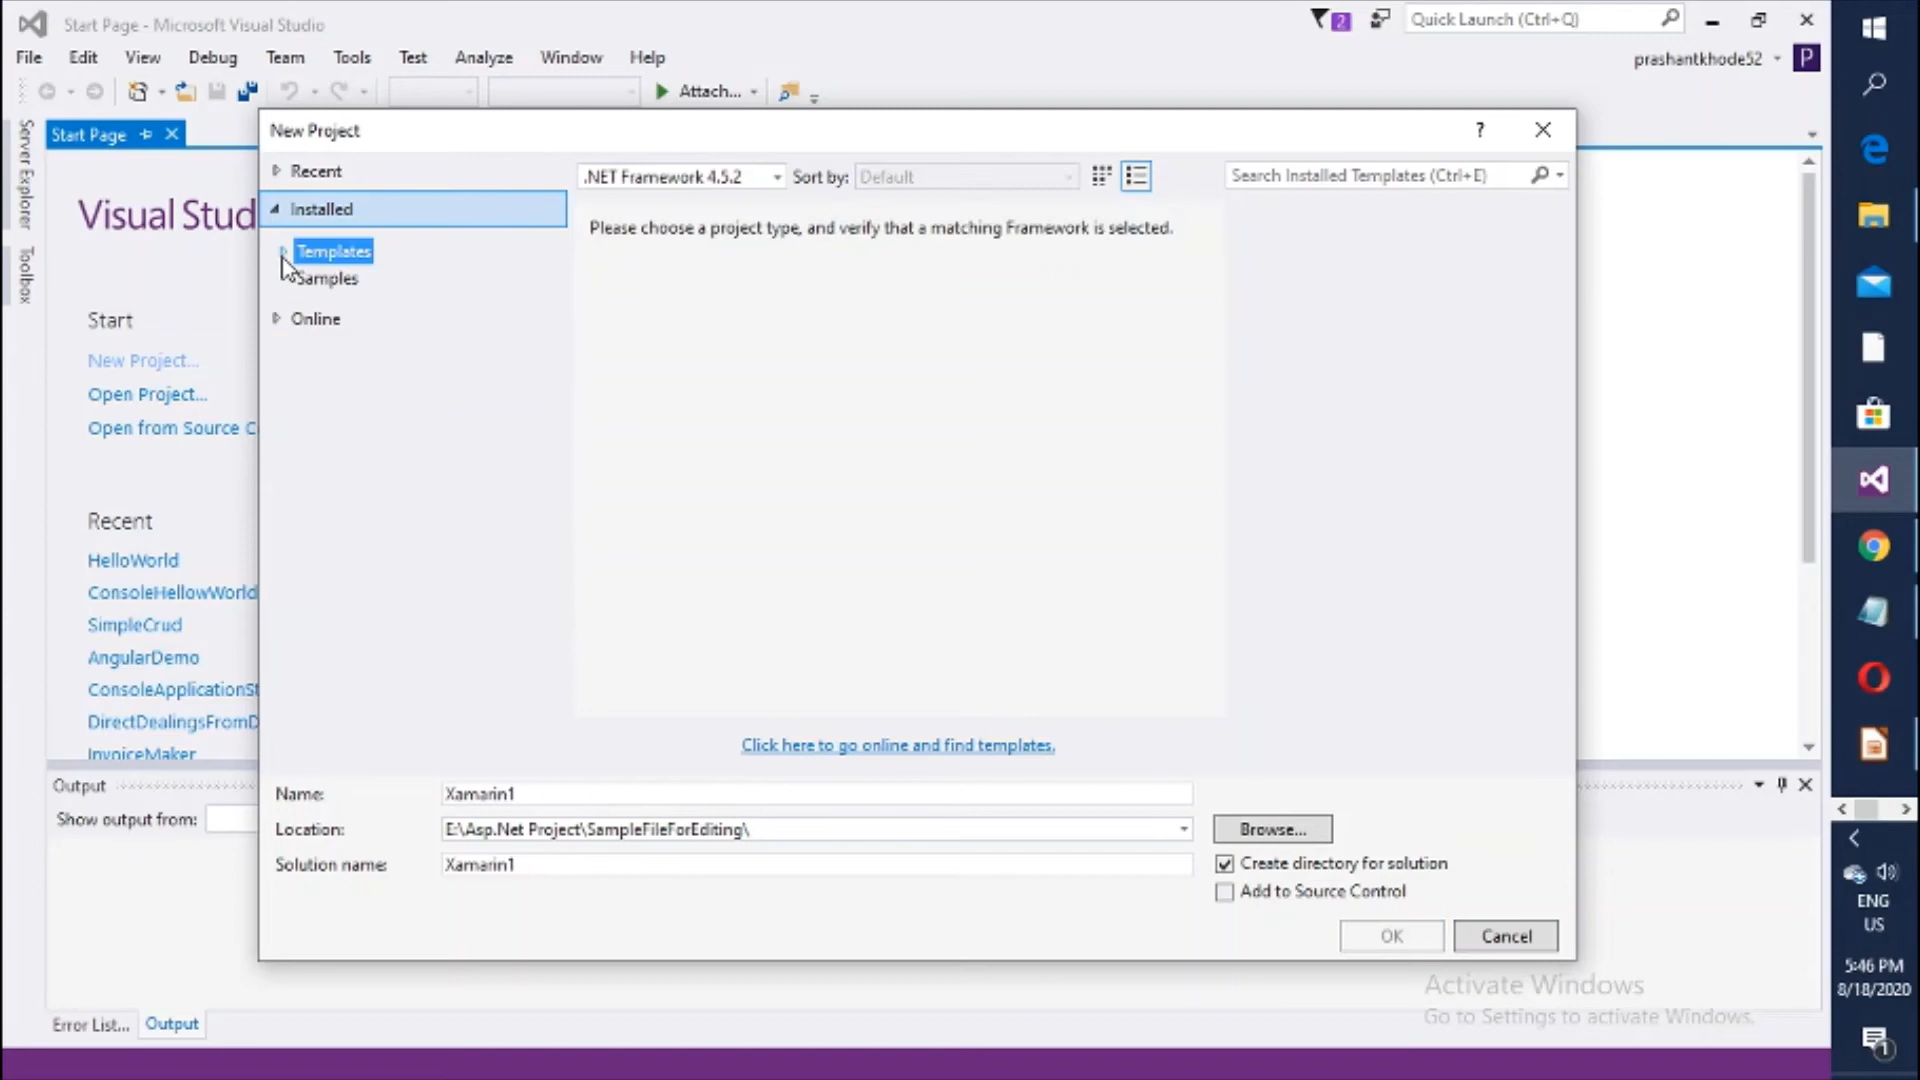 Start Page - Microsoft Visual Studio
2
Quick Launch (Ctrl+Q)
File Edit View Debug Team Tools Test Analyze Window Help
prashantkhode52
P
Attach...
Server Explorer
Toolbox
Start Page
Visual Stud
Start
New Project...
Open Project...
Open from Source C
Recent
HelloWorld
ConsoleHellowWorld
SimpleCrud
AngularDemo
ConsoleApplicationSt
DirectDealingsFromD
InvoiceMaker
New Project
?
Recent
Installed
Templates
Samples
Online
.NET Framework 4.5.2
Sort by: Default
Search Installed Templates (Ctrl+E)
Please choose a project type, and verify that a matching Framework is selected.
Click here to go online and find templates.
Name: Xamarin1
Location: E:\Asp.Net Project\SampleFileForEditing\
Browse...
Solution name: Xamarin1
Create directory for solution
Add to Source Control
OK Cancel
Output
Show output from:
Error List... Output
Activate Windows
Go to Settings to activate Windows.
ENG
US
5:46 PM
8/18/2020
1